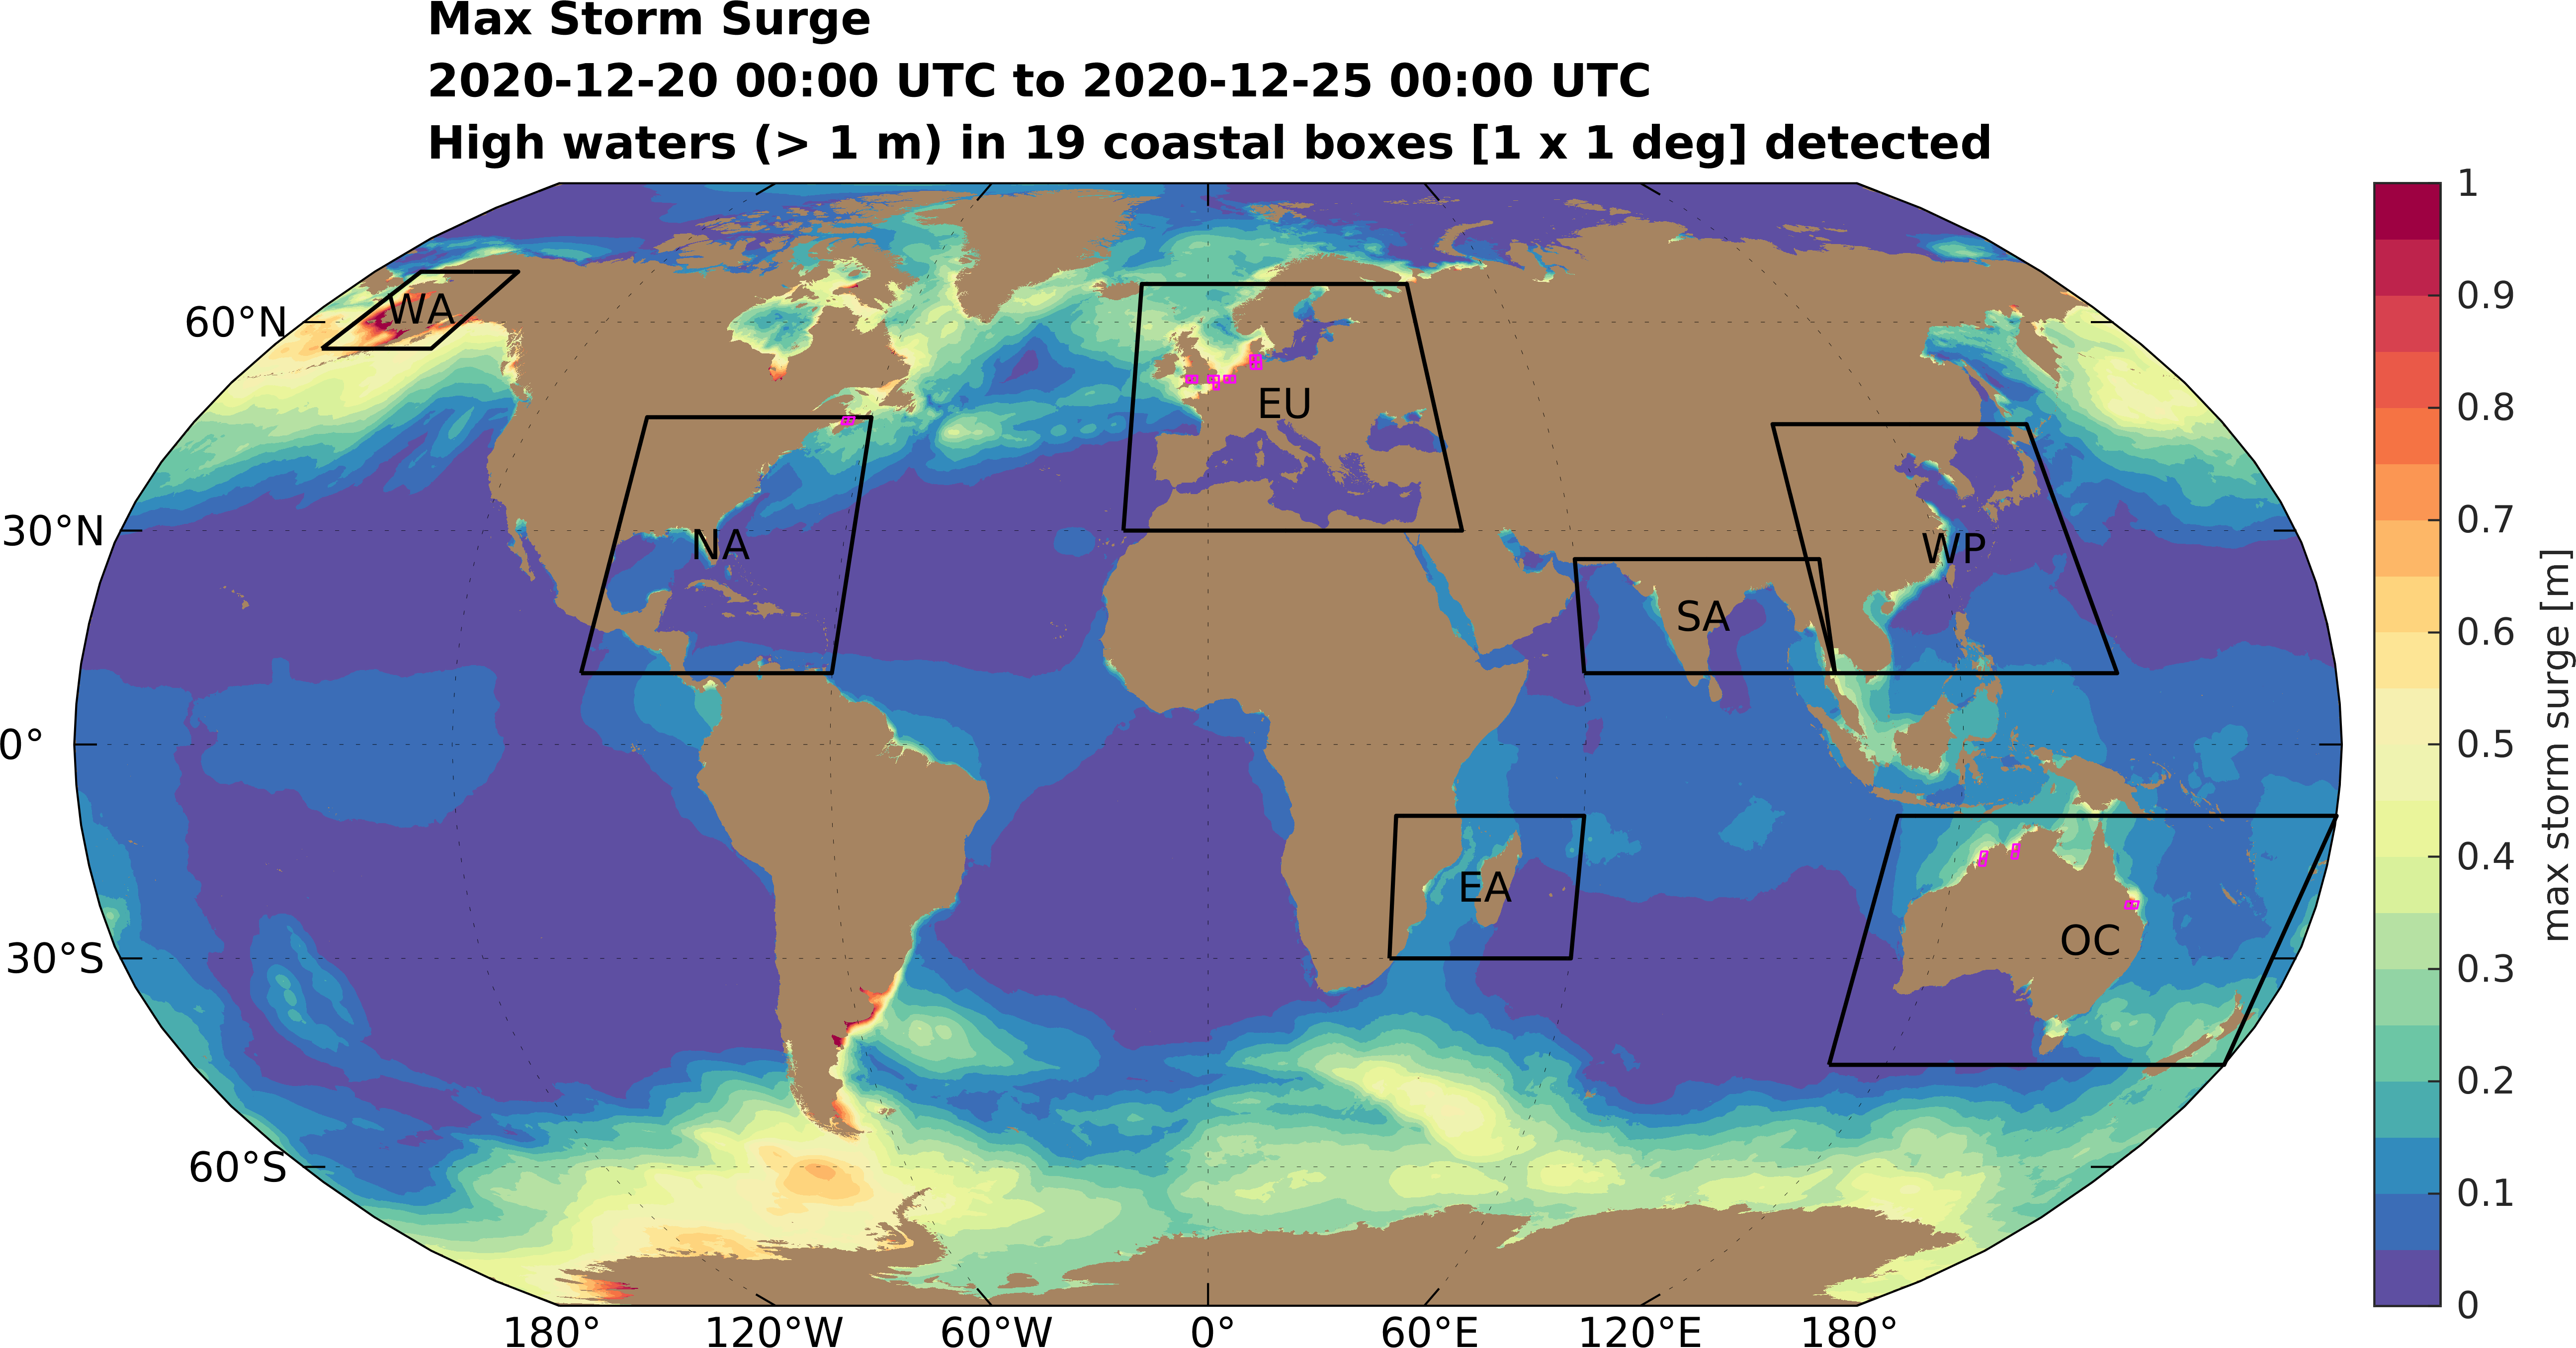 Max Storm Surge
2020-12-20 00:00 UTC to 2020-12-25 00:00 UTC
High waters (> 1 m) in 19 coastal boxes [1 x 1 deg] detected
60°N
30°N
0°
30°S
60°S
180°
120°W
60°W
0°
60°E
120°E
180°
WA
EU
NA
WP
SA
EA
OC
1
0.9
0.8
0.7
0.6
0.5
0.4
0.3
0.2
0.1
0
max storm surge [m]